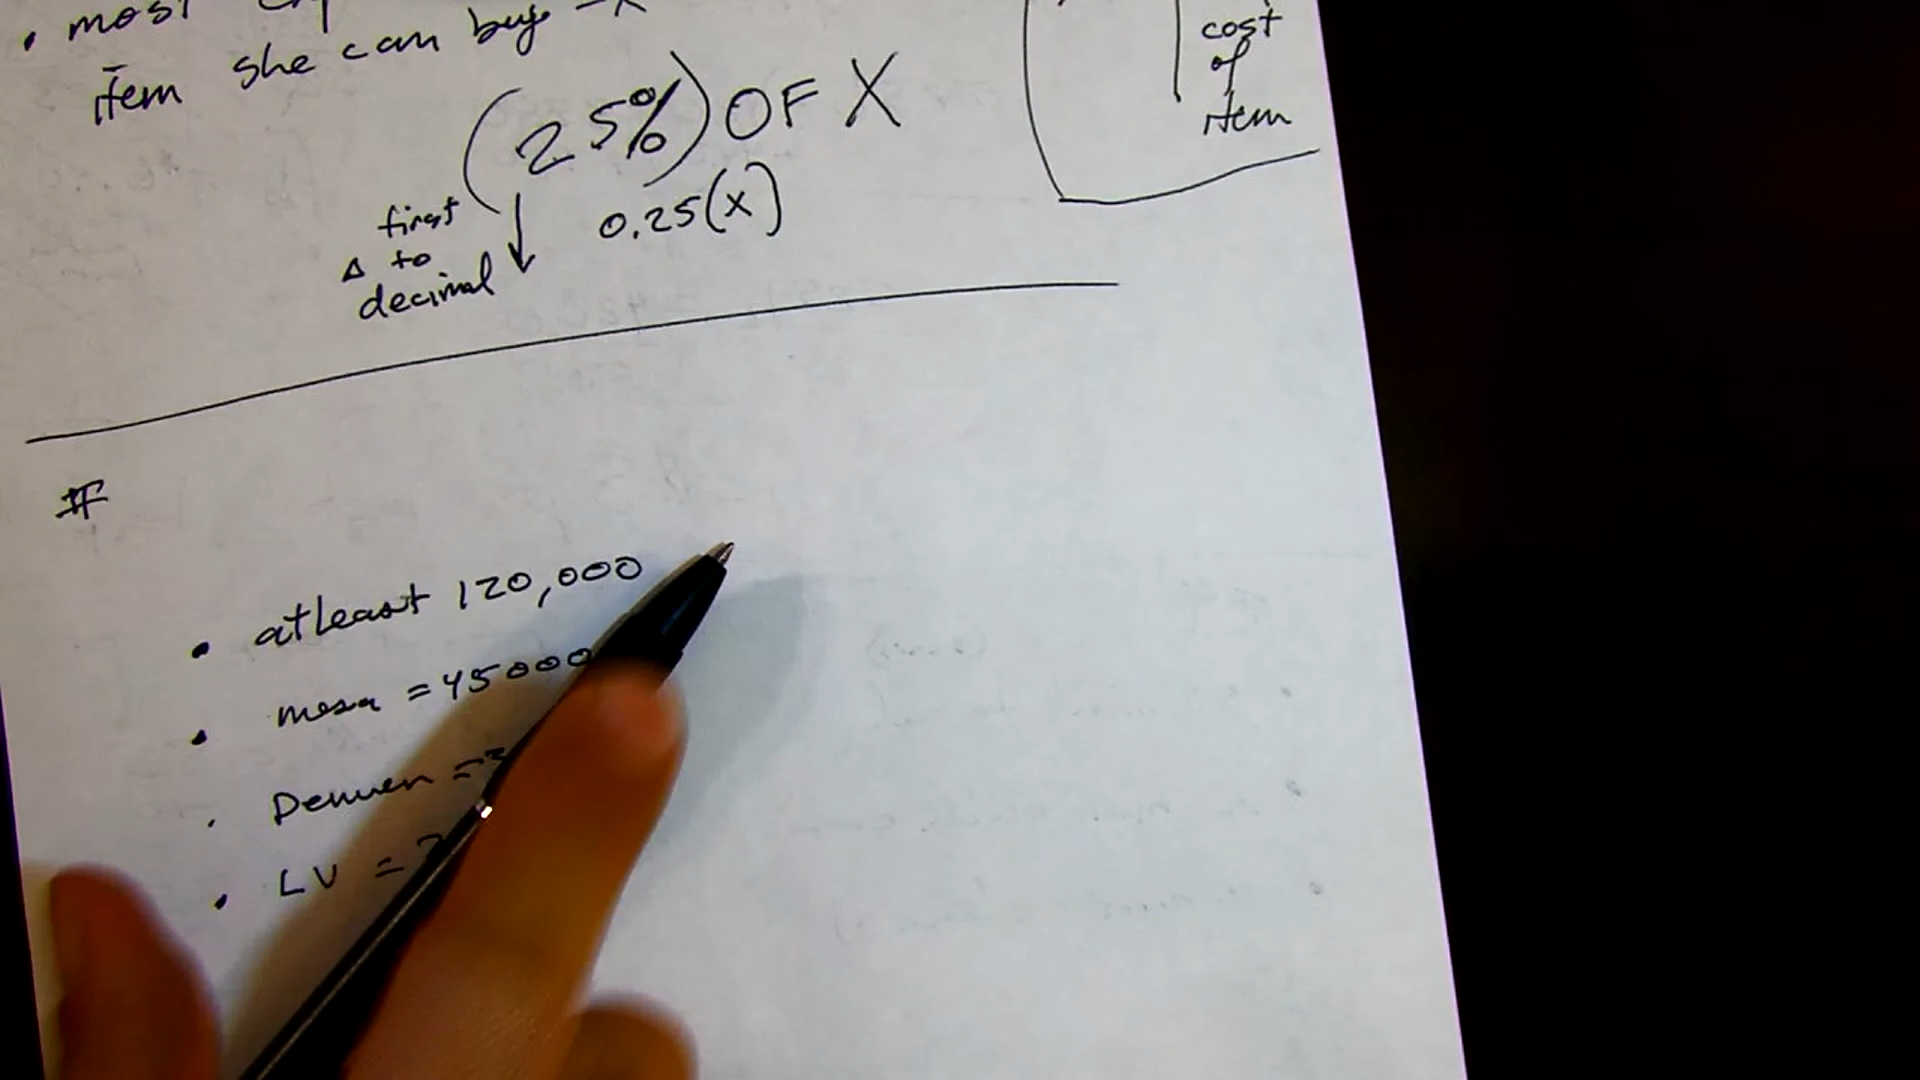 • most
item she can buy
cost
of
item
(25%) OF X
first
Δ to
decimal
0.25(x)
IF
• atleast 120,000
• mesa = 45000
• Denver =
• LV =